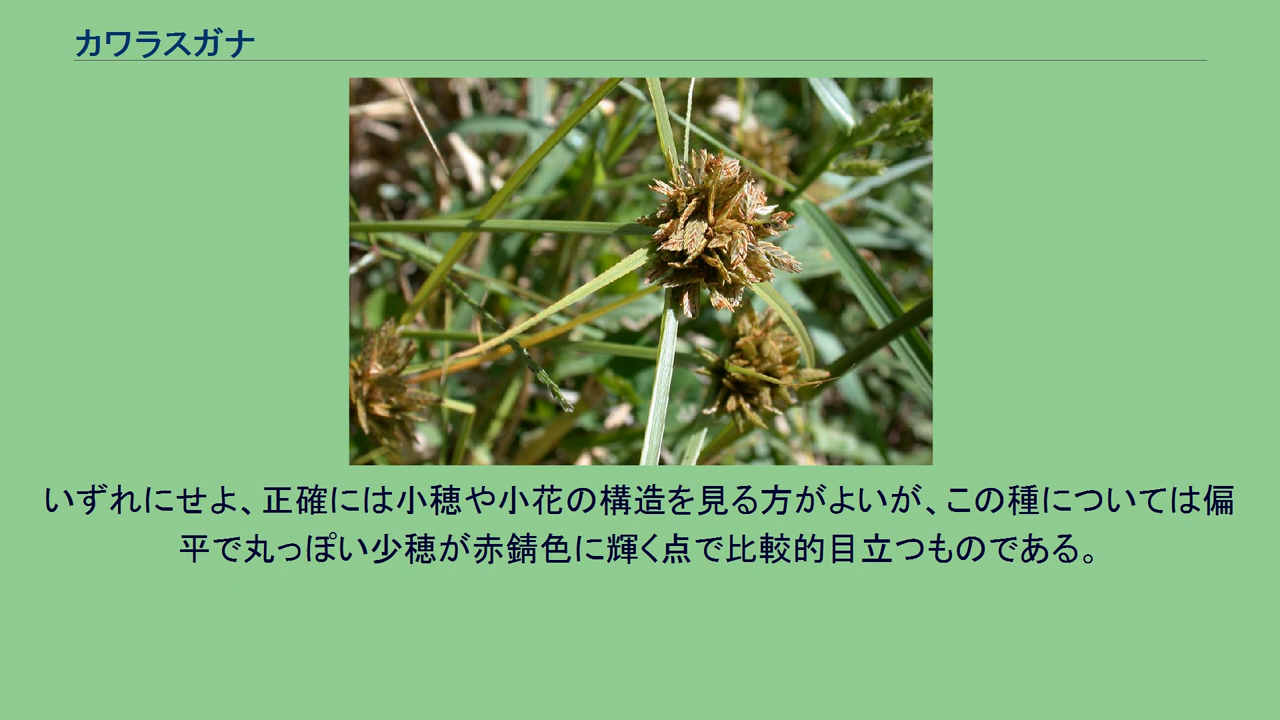 カワラスガナ
いずれにせよ、正確には小穂や小花の構造を見る方がよいが、この種については偏
平で丸っぽい少穂が赤錆色に輝く点で比較的目立つものである。